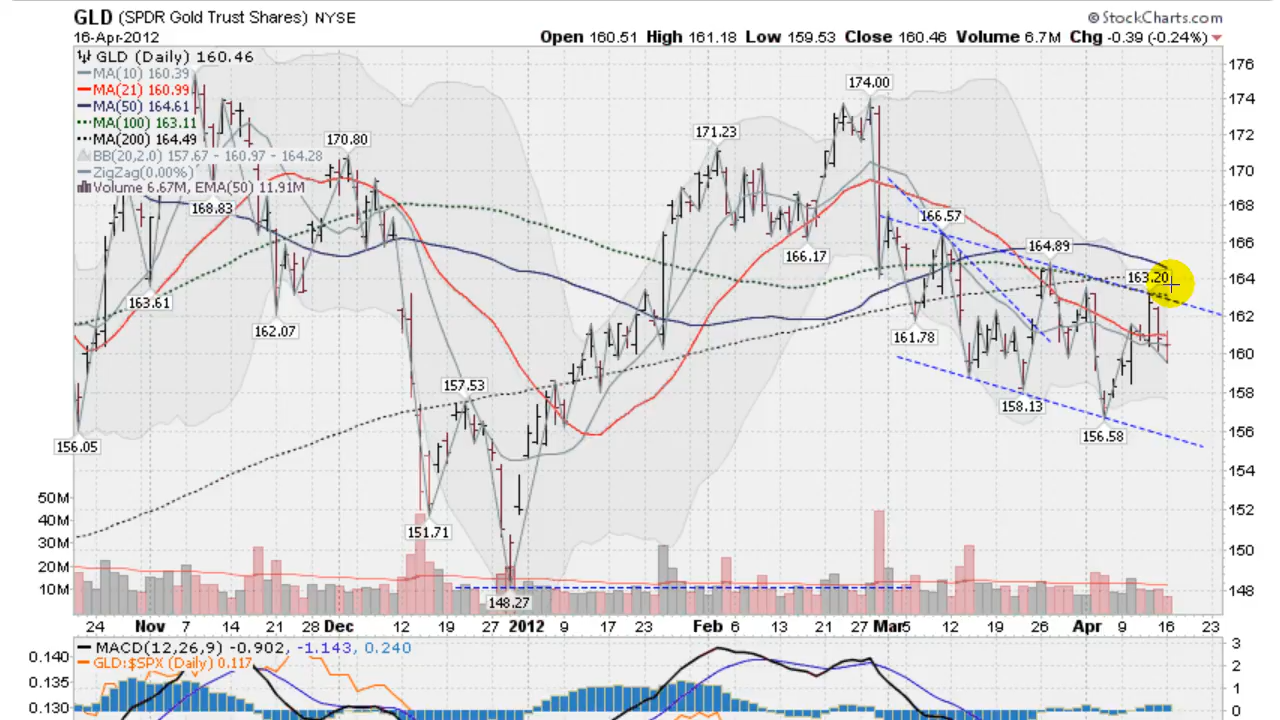 GLD (SPDR Gold Trust Shares) NYSE
© StockCharts.com
16-Apr-2012
Open 160.51 High 161.18 Low 159.53 Close 160.46 Volume 6.7M Chg -0.39 (-0.24%)
GLD (Daily) 160.46
MA(10) 160.39
MA(21) 160.99
MA(50) 164.61
MA(100) 163.11
MA(200) 164.49
BB(20,2.0) 157.67 - 160.97 - 164.28
ZigZag(0.00%)
Volume 6.67M, EMA(50) 11.91M
176
174
172
170
168
166
164
162
160
158
156
154
152
150
148
174.00
171.23
170.80
168.83
166.57
166.17
164.89
163.20
163.61
162.07
161.78
157.53
158.13
156.58
156.05
151.71
148.27
50M
40M
30M
20M
10M
24 Nov 7 14 21 28 Dec 12 19 27 2012 9 17 23 Feb 6 13 21 27 Mar 5 12 19 26 Apr 9 16 23
MACD(12,26,9) -0.902, -1.143, 0.240
GLD:$SPX (Daily) 0.117
0.140
0.135
0.130
3
2
1
0